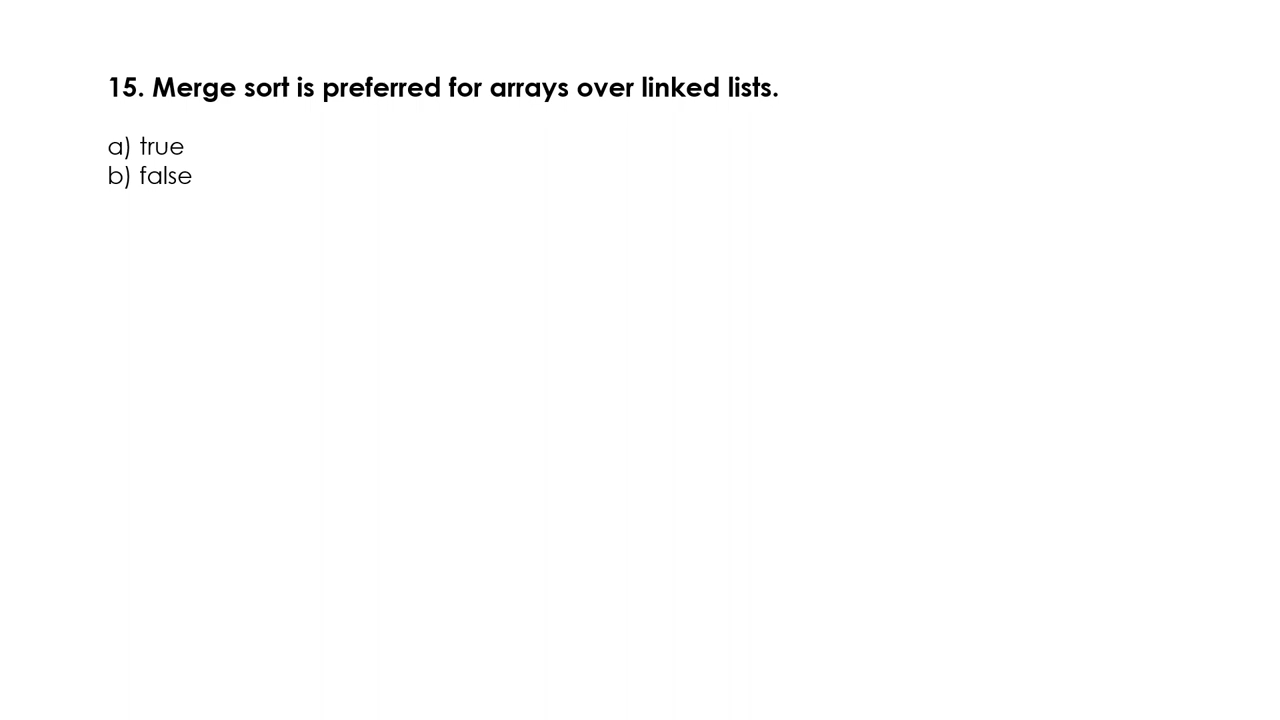 15. Merge sort is preferred for arrays over linked lists.
a) true
b) false